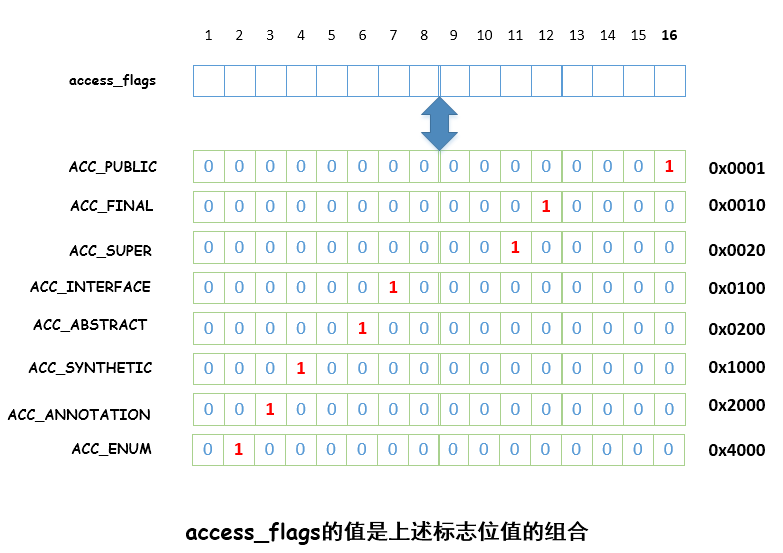 1 2 3 4 5 6 7 8 9 10 11 12 13 14 15 16
access_flags
ACC_PUBLIC 0 0 0 0 0 0 0 0 0 0 0 0 0 0 0 1 0x0001
ACC_FINAL 0 0 0 0 0 0 0 0 0 0 0 1 0 0 0 0 0x0010
ACC_SUPER 0 0 0 0 0 0 0 0 0 0 1 0 0 0 0 0 0x0020
ACC_INTERFACE 0 0 0 0 0 0 1 0 0 0 0 0 0 0 0 0 0x0100
ACC_ABSTRACT 0 0 0 0 0 1 0 0 0 0 0 0 0 0 0 0 0x0200
ACC_SYNTHETIC 0 0 0 1 0 0 0 0 0 0 0 0 0 0 0 0 0x1000
ACC_ANNOTATION 0 0 1 0 0 0 0 0 0 0 0 0 0 0 0 0 0x2000
ACC_ENUM 0 1 0 0 0 0 0 0 0 0 0 0 0 0 0 0 0x4000
access_flags的值是上述标志位值的组合